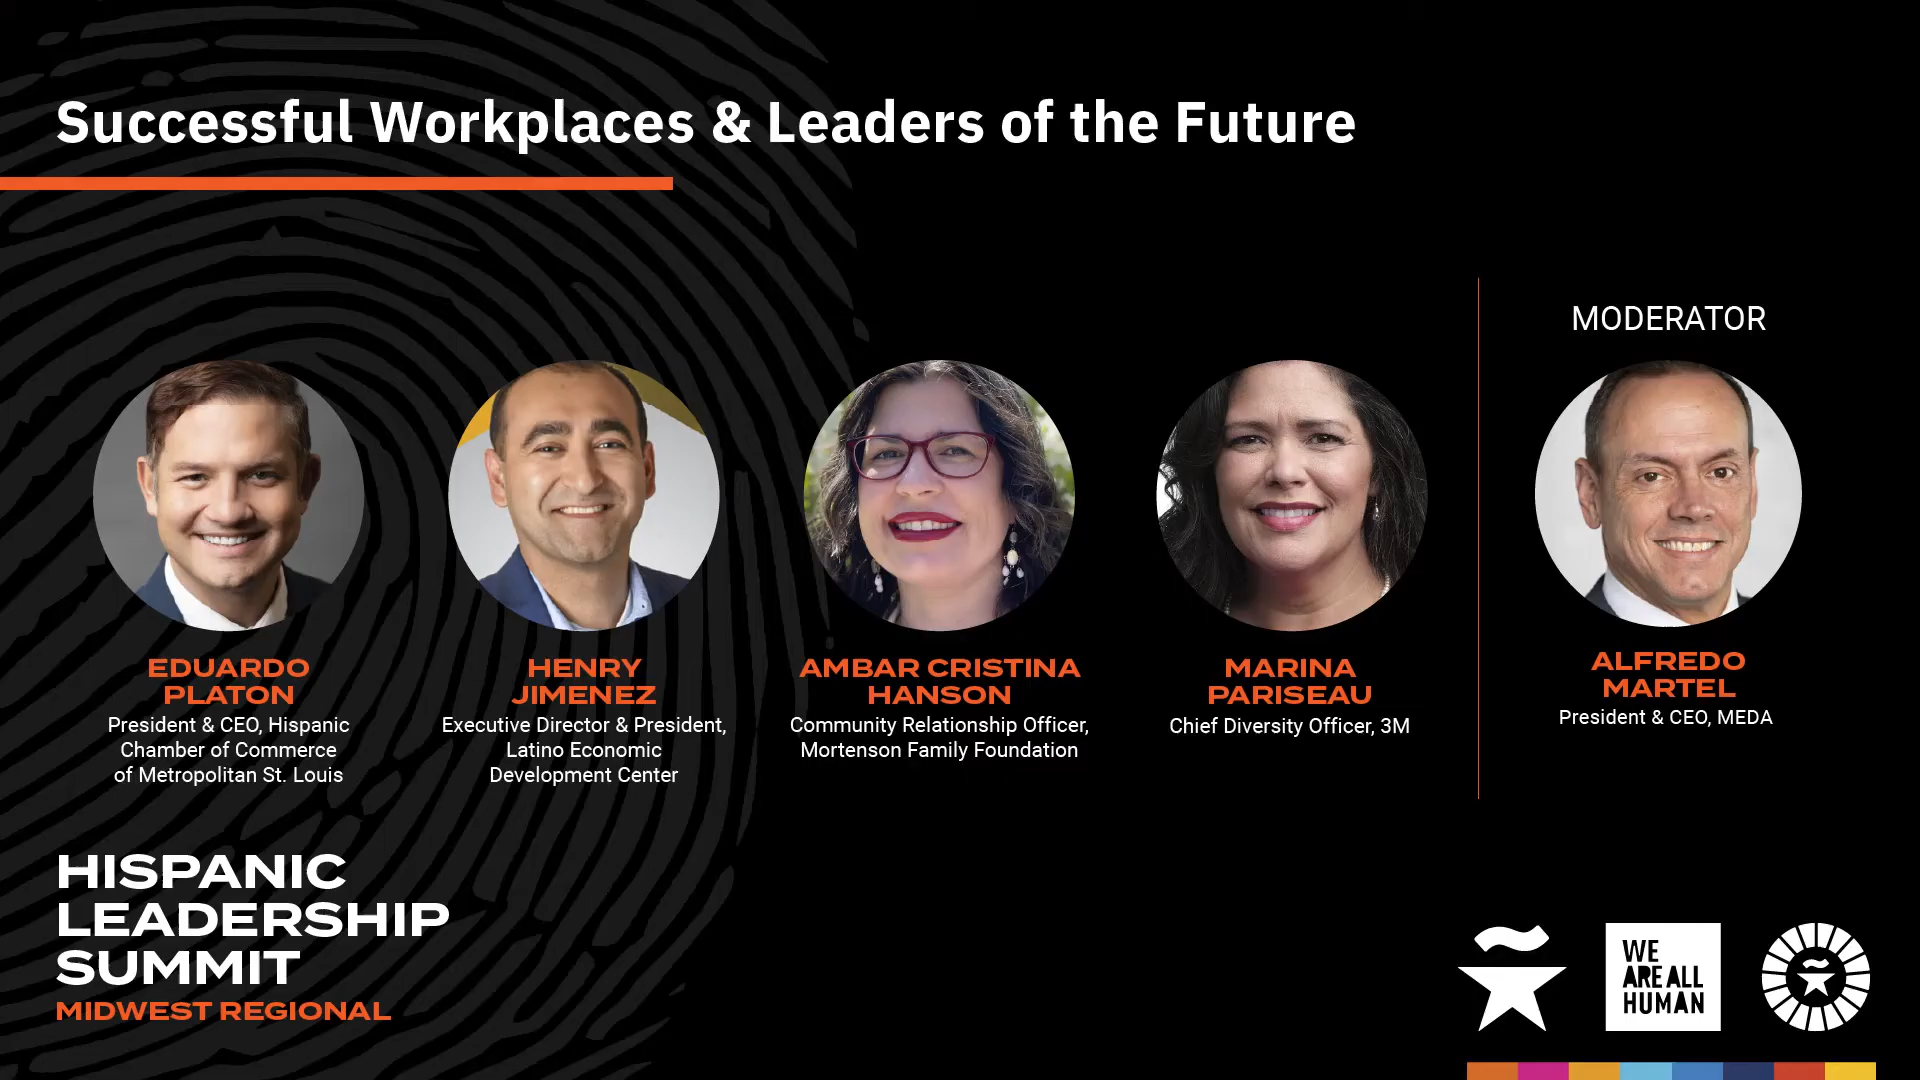 Successful Workplaces & Leaders of the Future
EDUARDO
PLATON
President & CEO, Hispanic
Chamber of Commerce
of Metropolitan St. Louis
HENRY
JIMENEZ
Executive Director & President,
Latino Economic
Development Center
AMBAR CRISTINA
HANSON
Community Relationship Officer,
Mortenson Family Foundation
MARINA
PARISEAU
Chief Diversity Officer, 3M
MODERATOR
ALFREDO
MARTEL
President & CEO, MEDA
HISPANIC
LEADERSHIP
SUMMIT
MIDWEST REGIONAL
WE
ARE ALL
HUMAN